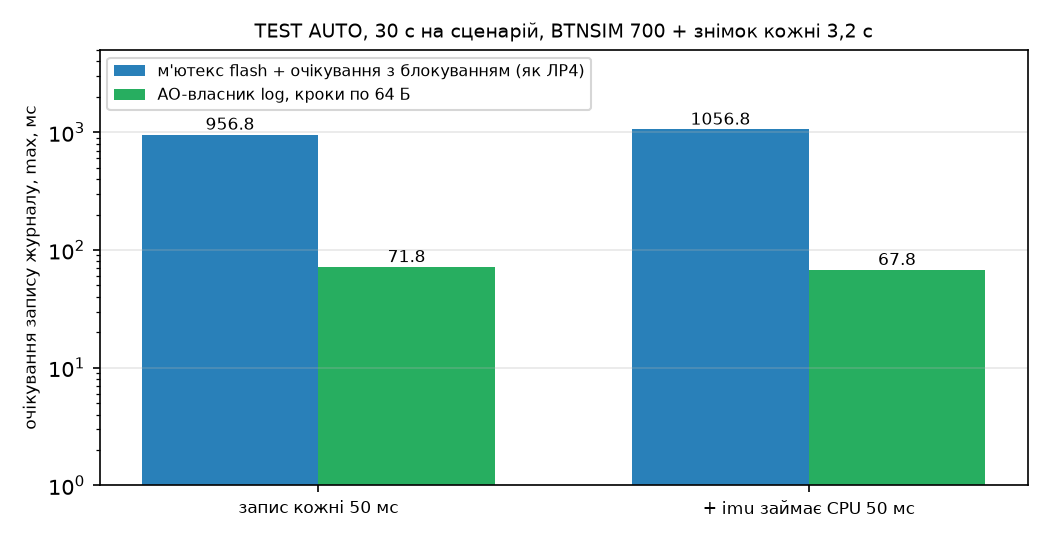 TEST AUTO, 30 с на сценарій, BTNSIM 700 + знімок кожні 3,2 с
м'ютекс flash + очікування з блокуванням (як ЛР4)
АО-власник log, кроки по 64 Б
очікування запису журналу, max, мс
10³
10²
10¹
10⁰
956.8
71.8
1056.8
67.8
запис кожні 50 мс
+ imu займає CPU 50 мс